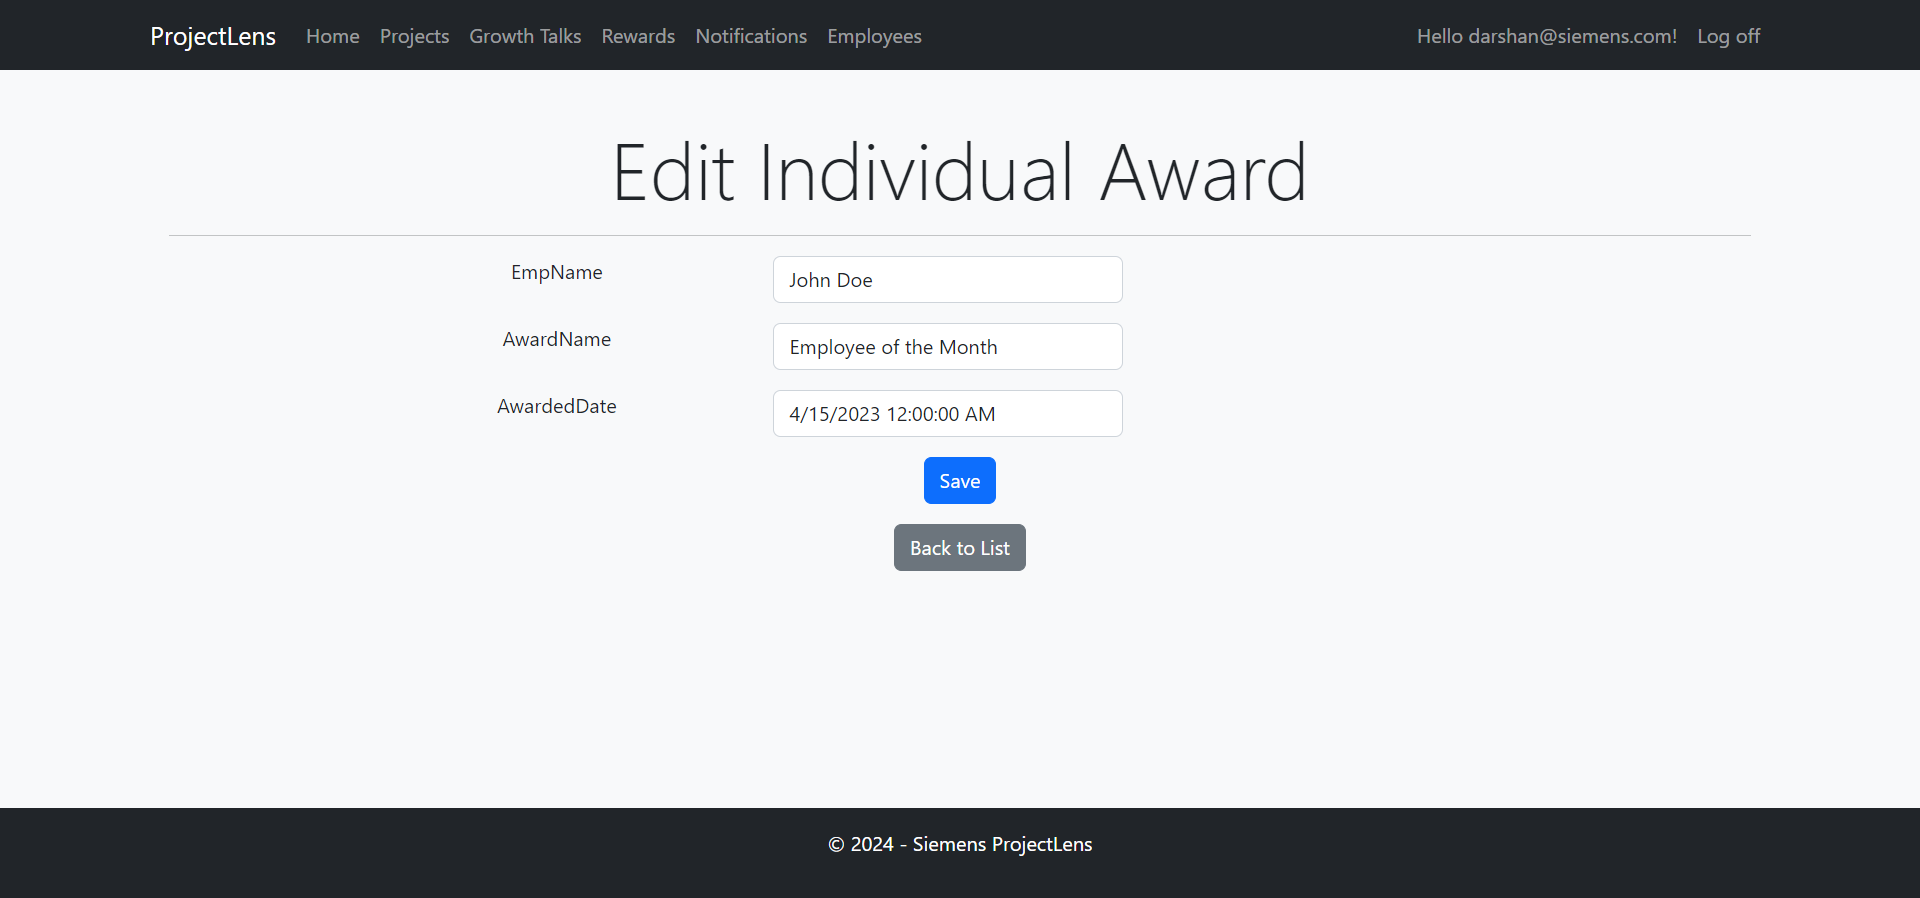 ProjectLens Home Projects Growth Talks Rewards Notifications Employees Hello darshan@siemens.com! Log off
Edit Individual Award
EmpName John Doe
AwardName Employee of the Month
AwardedDate 4/15/2023 12:00:00 AM
Save
Back to List
© 2024 - Siemens ProjectLens